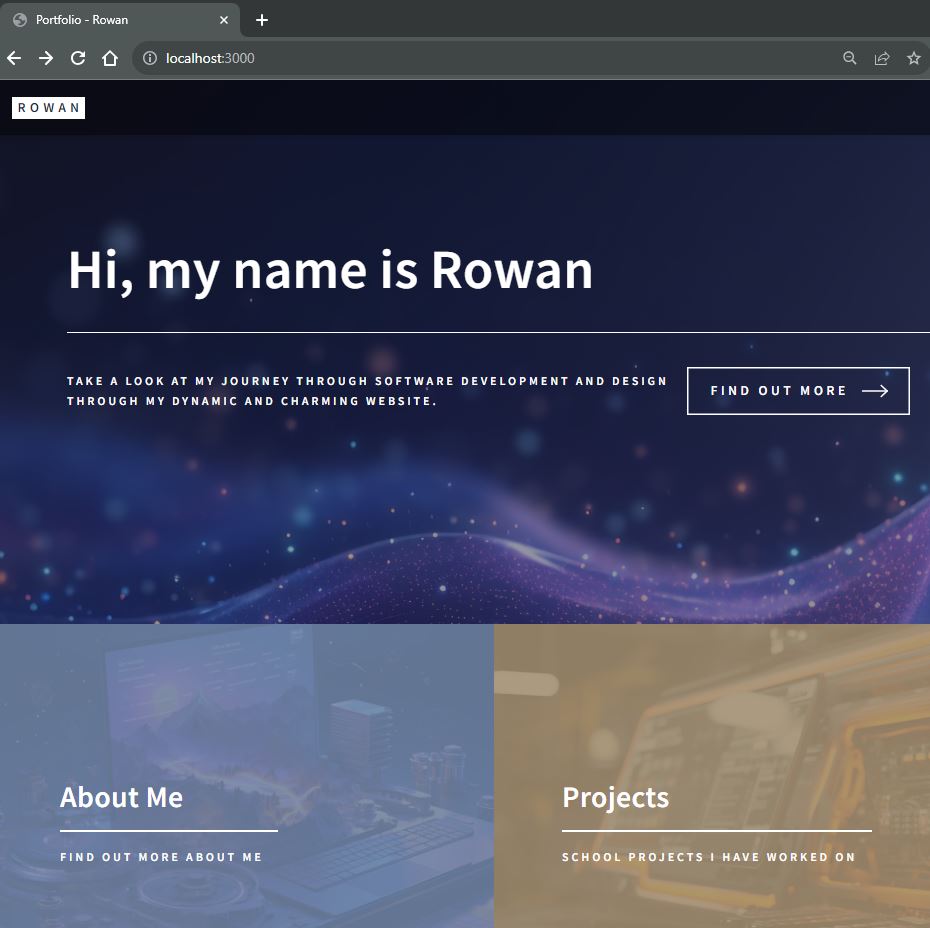 Portfolio - Rowan
localhost:3000
ROWAN
Hi, my name is Rowan
TAKE A LOOK AT MY JOURNEY THROUGH SOFTWARE DEVELOPMENT AND DESIGN
THROUGH MY DYNAMIC AND CHARMING WEBSITE.
FIND OUT MORE
About Me
FIND OUT MORE ABOUT ME
Projects
SCHOOL PROJECTS I HAVE WORKED ON